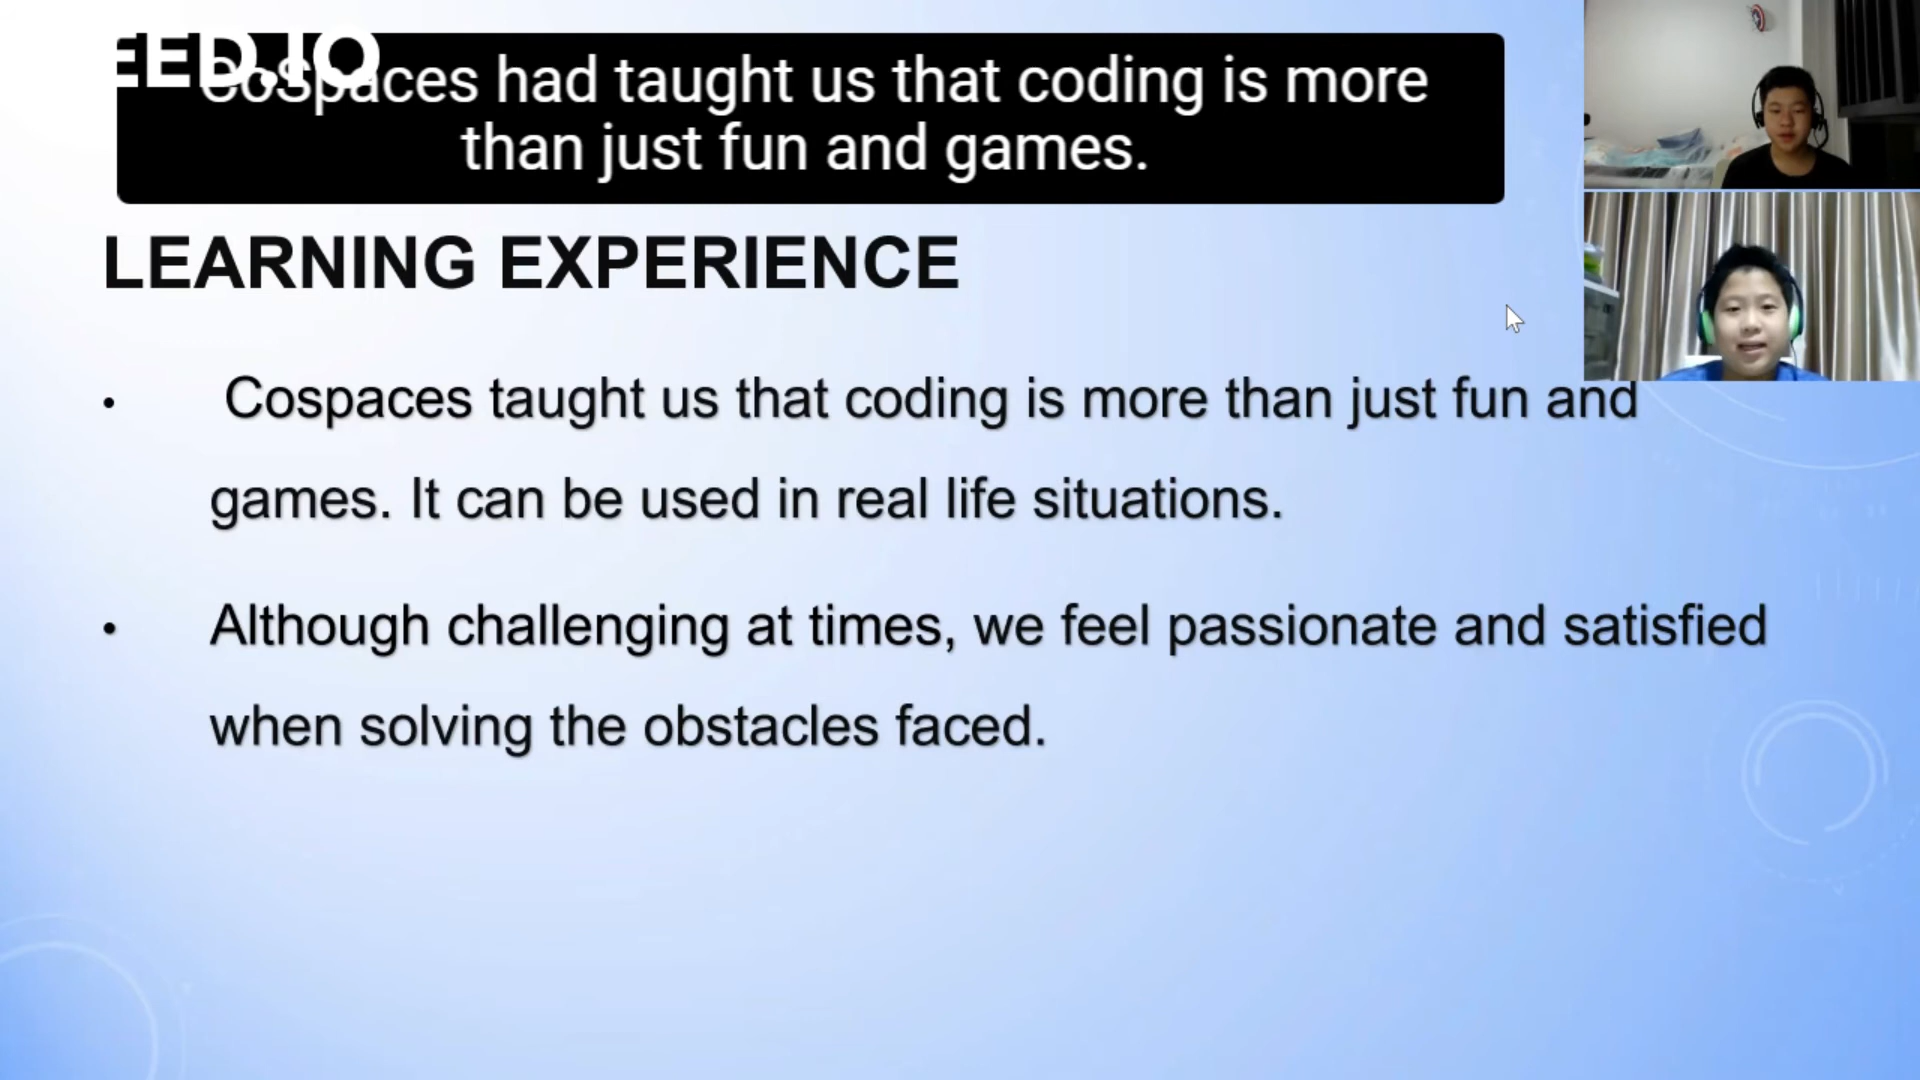 EED.IO
CoSpaces had taught us that coding is more
than just fun and games.
LEARNING EXPERIENCE
• Cospaces taught us that coding is more than just fun and
games. It can be used in real life situations.
• Although challenging at times, we feel passionate and satisfied
when solving the obstacles faced.